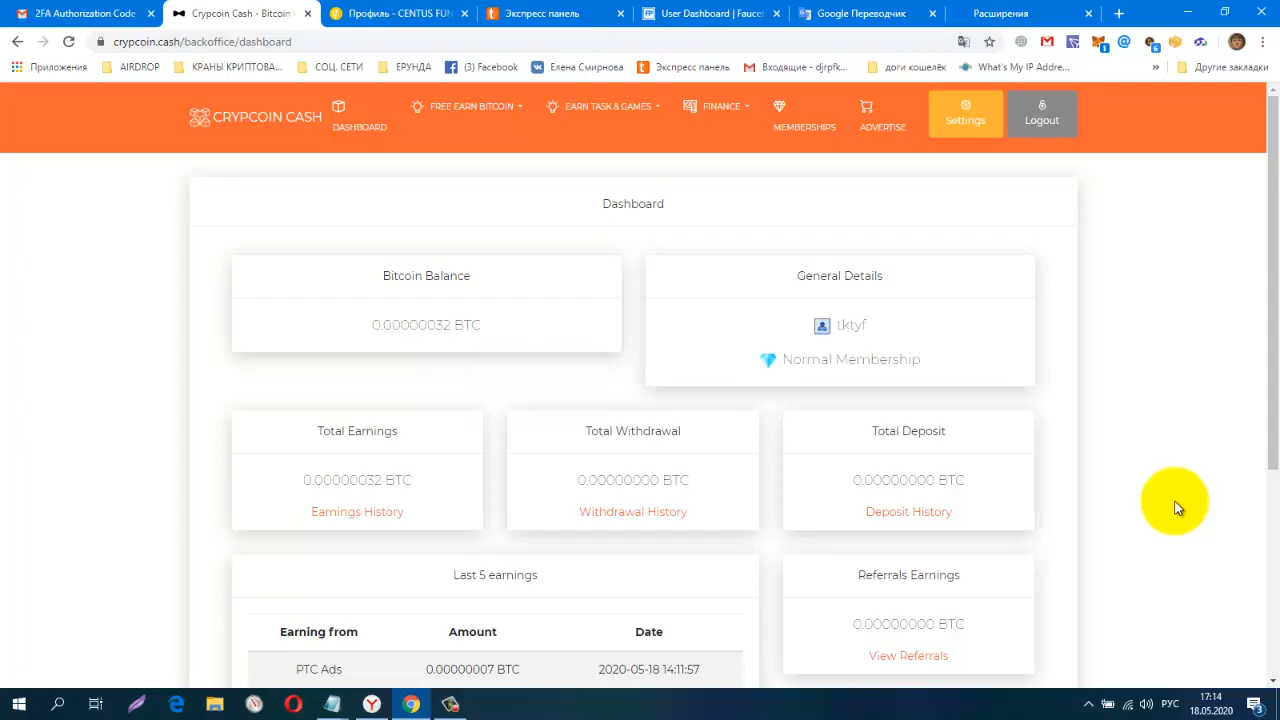 2FA Authorization Code
Crypcoin Cash - Bitcoin
Профиль - CENTUS FUN
Экспресс панель
User Dashboard | Fauce
Google Переводчик
Расширения
crypcoin.cash/backoffice/dashboard
1
6
Приложения
AIRDROP
КРАНЫ КРИПТОВА...
СОЦ. СЕТИ
ЕРУНДА
Facebook
Елена Смирнова
Экспресс панель
Входящие - djrpfk...
доги кошелёк
What's My IP Addre...
»
Другие закладки
CRYPCOIN CASH
DASHBOARD
FREE EARN BITCOIN
EARN TASK & GAMES
FINANCE
MEMBERSHIPS
ADVERTISE
Settings
Logout
Dashboard
Bitcoin Balance
0.00000032 BTC
General Details
tktyf
Normal Membership
Total Earnings
0.00000032 BTC
Earnings History
Total Withdrawal
0.00000000 BTC
Withdrawal History
Total Deposit
0.00000000 BTC
Deposit History
Last 5 earnings
Earning from Amount Date
PTC Ads 0.00000007 BTC 2020-05-18 14:11:57
Referrals Earnings
0.00000000 BTC
View Referrals
РУС
17:14
18.05.2020
3